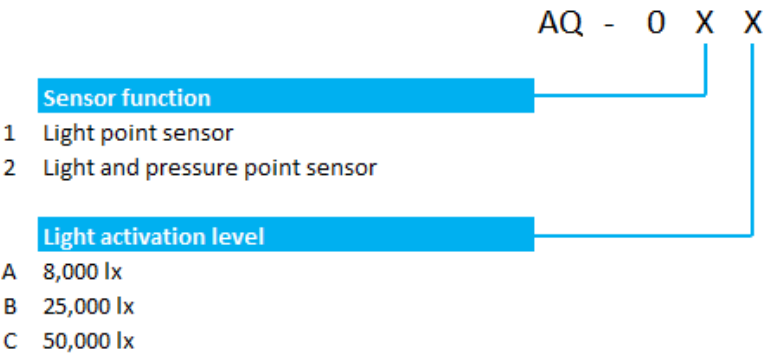 AQ - 0 X X
Sensor function
1 Light point sensor
2 Light and pressure point sensor
Light activation level
A 8,000 lx
B 25,000 lx
C 50,000 lx